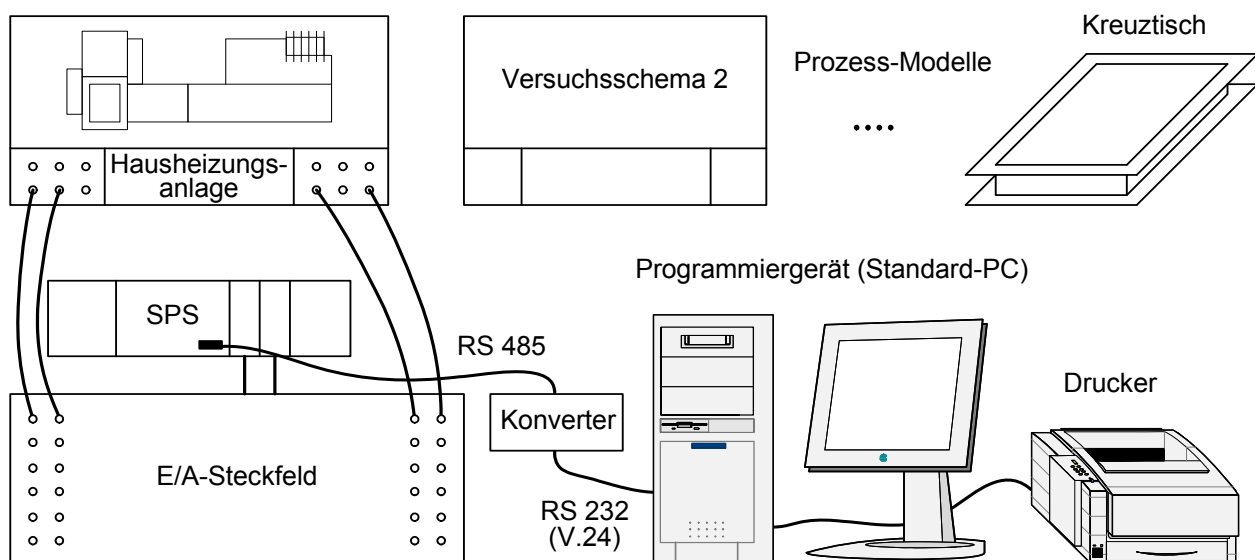 Kreuztisch
Versuchsschema 2
Prozess-Modelle
....
Hausheizungs-
anlage
Programmiergerät (Standard-PC)
SPS
RS 485
Drucker
Konverter
E/A-Steckfeld
RS 232
(V.24)